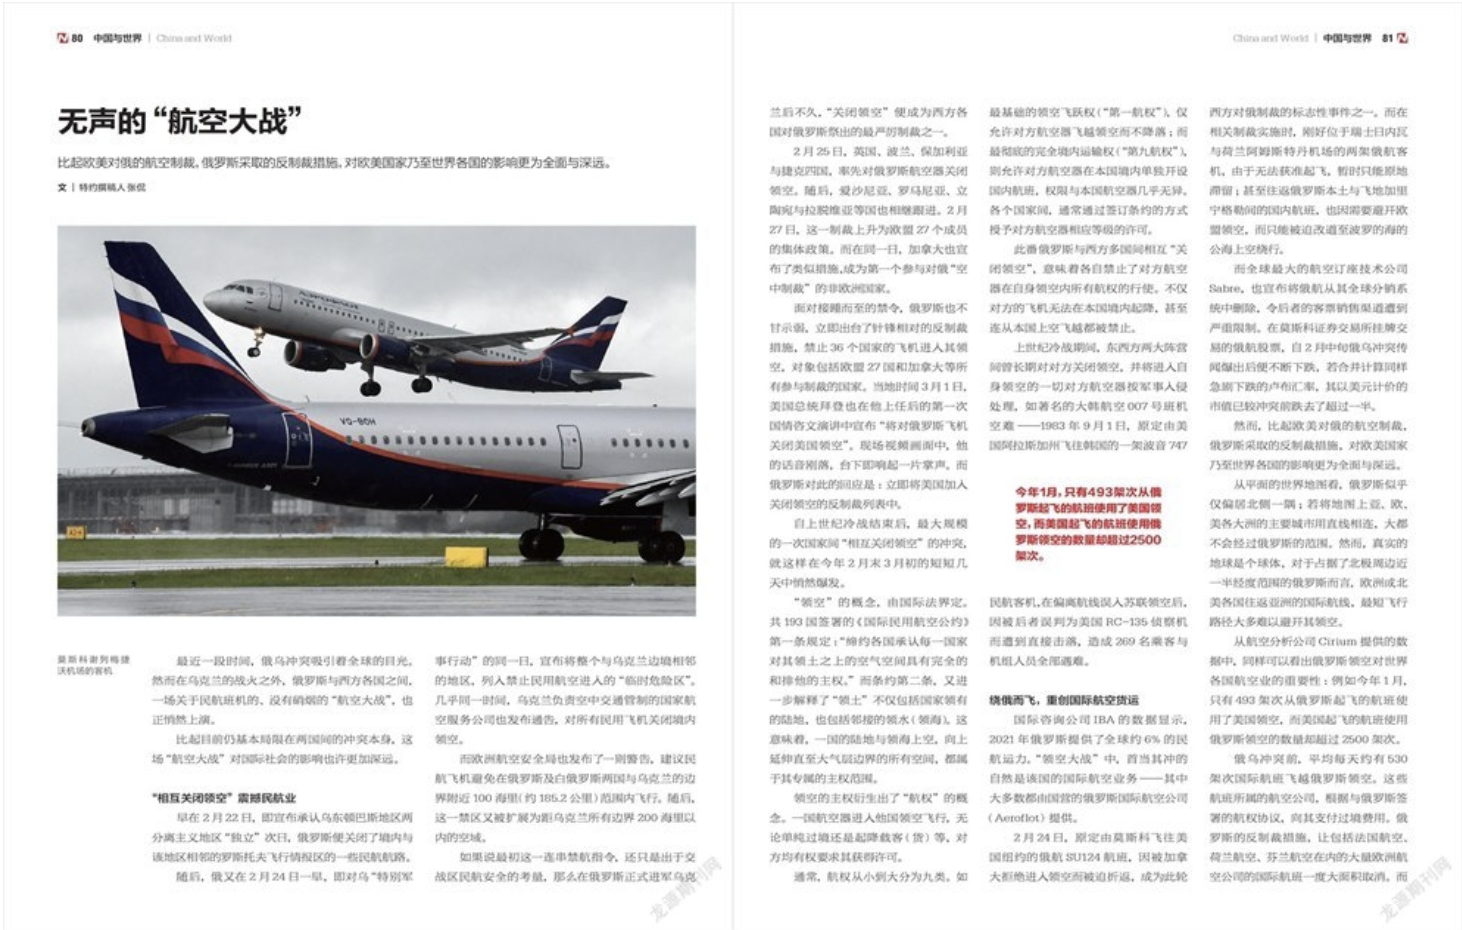 80 中国与世界 | China and World
无声的“航空大战”
比起欧美对俄的航空制裁，俄罗斯采取的反制裁措施，对欧美国家乃至世界各国的影响更为全面与深远。
文 | 特约撰稿人 张侃
AEROFLOT
VQ-BOH
莫斯科谢列梅捷
沃机场的客机
最近一段时间，俄乌冲突吸引着全球的目光。
然而在乌克兰的战火之外，俄罗斯与西方各国之间，
一场关于民航班机的、没有硝烟的“航空大战”，也
正悄然上演。
比起目前仍基本局限在两国间的冲突本身，这
场“航空大战”对国际社会的影响也许更加深远。
“相互关闭领空”震撼民航业
早在 2 月 22 日，即宣布承认乌东顿巴斯地区两
分离主义地区“独立”次日，俄罗斯便关闭了境内与
该地区相邻的罗斯托夫飞行情报区的一些民航航路。
随后，俄又在 2 月 24 日一早，即对乌“特别军
事行动”的同一日，宣布将整个与乌克兰边境相邻
的地区，列入禁止民用航空进入的“临时危险区”。
几乎同一时间，乌克兰负责空中交通管制的国家航
空服务公司也发布通告，对所有民用飞机关闭境内
领空。
而欧洲航空安全局也发布了一则警告，建议民
航飞机避免在俄罗斯及白俄罗斯两国与乌克兰的边
界附近 100 海里（约 185.2 公里）范围内飞行。随后，
这一禁区又被扩展为距乌克兰所有边界 200 海里以
内的空域。
如果说最初这一连串禁航指令，还只是出于交
战区民航安全的考量，那么在俄罗斯正式进军乌克
China and World | 中国与世界 81
兰后不久，“关闭领空”便成为西方各
国对俄罗斯祭出的最严厉制裁之一。
2 月 25 日，英国、波兰、保加利亚
与捷克四国，率先对俄罗斯航空器关闭
领空。随后，爱沙尼亚、罗马尼亚、立
陶宛与拉脱维亚等国也相继跟进。2 月
27 日，这一制裁上升为欧盟 27 个成员
的集体政策。而在同一日，加拿大也宣
布了类似措施，成为第一个参与对俄“空
中制裁”的非欧洲国家。
面对接踵而至的禁令，俄罗斯也不
甘示弱，立即出台了针锋相对的反制裁
措施，禁止 36 个国家的飞机进入其领
空，对象包括欧盟 27 国和加拿大等所
有参与制裁的国家。当地时间 3 月 1 日，
美国总统拜登也在他上任后的第一次
国情咨文演讲中宣布“将对俄罗斯飞机
关闭美国领空”。现场视频画面中，他
的话音刚落，台下即响起一片掌声。而
俄罗斯对此的回应是：立即将美国加入
关闭领空的反制裁列表中。
自上世纪冷战结束后，最大规模
的一次国家间“相互关闭领空”的冲突，
就这样在今年 2 月末 3 月初的短短几
天中悄然爆发。
“领空”的概念，由国际法界定。
共 193 国签署的《国际民用航空公约》
第一条规定：“缔约各国承认每一国家
对其领土之上的空气空间具有完全的
和排他的主权。”而条约第二条，又进
一步解释了“领土”不仅包括国家领有
的陆地，也包括邻接的领水（领海）。这
意味着，一国的陆地与领海上空，向上
延伸直至大气层边界的所有空间，都属
于其专属的主权范围。
领空的主权衍生出了“航权”的概
念。一国航空器进入他国领空飞行，无
论单纯过境还是起降载客（货）等，对
方均有权要求其获得许可。
通常，航权从小到大分为九类。如
最基础的领空飞跃权（“第一航权”），仅
允许对方航空器飞越领空而不降落；而
最彻底的完全境内运输权（“第九航权”），
则允许对方航空器在本国境内单独开设
国内航班，权限与本国航空器几乎无异。
各个国家间，通常通过签订条约的方式
授予对方航空器相应等级的许可。
此番俄罗斯与西方多国间相互“关
闭领空”，意味着各自禁止了对方航空
器在自身领空内所有航权的行使。不仅
对方的飞机无法在本国境内起降，甚至
连从本国上空飞越都被禁止。
上世纪冷战期间，东西方两大阵营
间曾长期对对方关闭领空，并将进入自
身领空的一切对方航空器按军事入侵
处理，如著名的大韩航空 007 号班机
空难——1983 年 9 月 1 日，原定由美
国阿拉斯加州飞往韩国的一架波音 747
今年1月，只有493架次从俄
罗斯起飞的航班使用了美国领
空，而美国起飞的航班使用俄
罗斯领空的数量却超过2500
架次。
民航客机，在偏离航线误入苏联领空后，
因被后者误判为美国 RC-135 侦察机
而遭到直接击落，造成 269 名乘客与
机组人员全部遇难。
绕俄而飞，重创国际航空货运
国际咨询公司 IBA 的数据显示，
2021 年俄罗斯提供了全球约 6% 的民
航运力。“领空大战”中，首当其冲的
自然是该国的国际航空业务——其中
大多数都由国营的俄罗斯国际航空公司
（Aeroflot）提供。
2 月 24 日，原定由莫斯科飞往美
国纽约的俄航 SU124 航班，因被加拿
大拒绝进入领空而被迫折返，成为此轮
西方对俄制裁的标志性事件之一。而在
相关制裁实施时，刚好位于瑞士日内瓦
与荷兰阿姆斯特丹机场的两架俄航客
机，由于无法获准起飞，暂时只能原地
滞留；甚至往返俄罗斯本土与飞地加里
宁格勒间的国内航班，也因需要避开欧
盟领空，而只能被迫改道至波罗的海的
公海上空绕行。
而全球最大的航空订座技术公司
Sabre，也宣布将俄航从其全球分销系
统中删除，令后者的客票销售渠道遭到
严重限制。在莫斯科证券交易所挂牌交
易的俄航股票，自 2 月中旬俄乌冲突传
闻爆出后便不断下跌，若合并计算同样
急剧下跌的卢布汇率，其以美元计价的
市值已较冲突前跌去了超过一半。
然而，比起欧美对俄的航空制裁，
俄罗斯采取的反制裁措施，对欧美国家
乃至世界各国的影响更为全面与深远。
从平面的世界地图看，俄罗斯似乎
仅偏居北侧一隅；若将地图上亚、欧、
美各大洲的主要城市用直线相连，大都
不会经过俄罗斯的范围。然而，真实的
地球是个球体，对于占据了北极周边近
一半经度范围的俄罗斯而言，欧洲或北
美各国往返亚洲的国际航线，最短飞行
路径大多难以避开其领空。
从航空分析公司 Cirium 提供的数
据中，同样可以看出俄罗斯领空对世界
各国航空业的重要性：例如今年 1 月，
只有 493 架次从俄罗斯起飞的航班使
用了美国领空，而美国起飞的航班使用
俄罗斯领空的数量却超过 2500 架次。
俄乌冲突前，平均每天约有 530
架次国际航班飞越俄罗斯领空。这些
航班所属的航空公司，根据与俄罗斯签
署的航权协议，向其支付过境费用。俄
罗斯的反制裁措施，让包括法国航空、
荷兰航空、芬兰航空在内的大量欧洲航
空公司的国际航班一度大面积取消。而
龙源期刊网
龙源期刊网